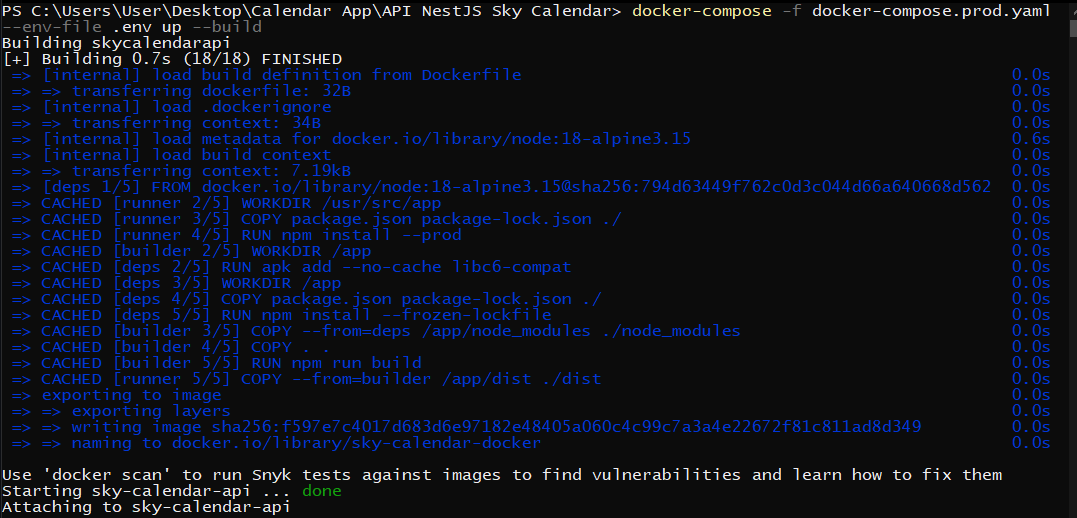 PS C:\Users\User\Desktop\Calendar App\API NestJS Sky Calendar> docker-compose -f docker-compose.prod.yaml
--env-file .env up --build
Building skycalendarapi
[+] Building 0.7s (18/18) FINISHED
=> [internal] load build definition from Dockerfile 0.0s
=> => transferring dockerfile: 32B 0.0s
=> [internal] load .dockerignore 0.0s
=> => transferring context: 34B 0.0s
=> [internal] load metadata for docker.io/library/node:18-alpine3.15 0.6s
=> [internal] load build context 0.0s
=> => transferring context: 7.19kB 0.0s
=> [deps 1/5] FROM docker.io/library/node:18-alpine3.15@sha256:794d63449f762c0d3c044d66a640668d562 0.0s
=> CACHED [runner 2/5] WORKDIR /usr/src/app 0.0s
=> CACHED [runner 3/5] COPY package.json package-lock.json ./ 0.0s
=> CACHED [runner 4/5] RUN npm install --prod 0.0s
=> CACHED [builder 2/5] WORKDIR /app 0.0s
=> CACHED [deps 2/5] RUN apk add --no-cache libc6-compat 0.0s
=> CACHED [deps 3/5] WORKDIR /app 0.0s
=> CACHED [deps 4/5] COPY package.json package-lock.json ./ 0.0s
=> CACHED [deps 5/5] RUN npm install --frozen-lockfile 0.0s
=> CACHED [builder 3/5] COPY --from=deps /app/node_modules ./node_modules 0.0s
=> CACHED [builder 4/5] COPY . . 0.0s
=> CACHED [builder 5/5] RUN npm run build 0.0s
=> CACHED [runner 5/5] COPY --from=builder /app/dist ./dist 0.0s
=> exporting to image 0.0s
=> => exporting layers 0.0s
=> => writing image sha256:f597e7c4017d683d6e97182e48405a060c4c99c7a3a4e22672f81c811ad8d349 0.0s
=> => naming to docker.io/library/sky-calendar-docker 0.0s
Use 'docker scan' to run Snyk tests against images to find vulnerabilities and learn how to fix them
Starting sky-calendar-api ... done
Attaching to sky-calendar-api